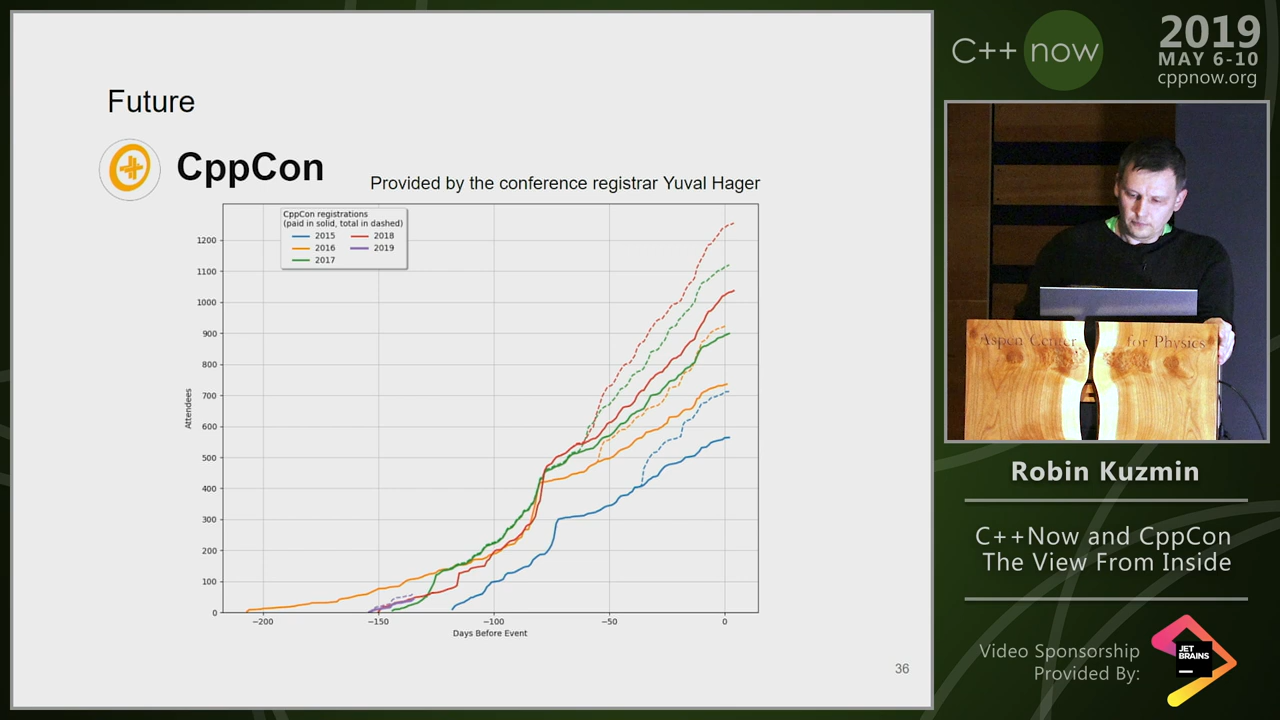 Future
CppCon
Provided by the conference registrar Yuval Hager
CppCon registrations
(paid in solid, total in dashed)
2015
2018
2016
2019
2017
1200
1100
1000
900
800
700
600
500
400
300
200
100
0
Attendees
−200
−150
−100
−50
0
Days Before Event
36
C++ now
2019
MAY 6-10
cppnow.org
Aspen Center for Physics
Robin Kuzmin
C++Now and CppCon
The View From Inside
Video Sponsorship
Provided By:
JET
BRAINS